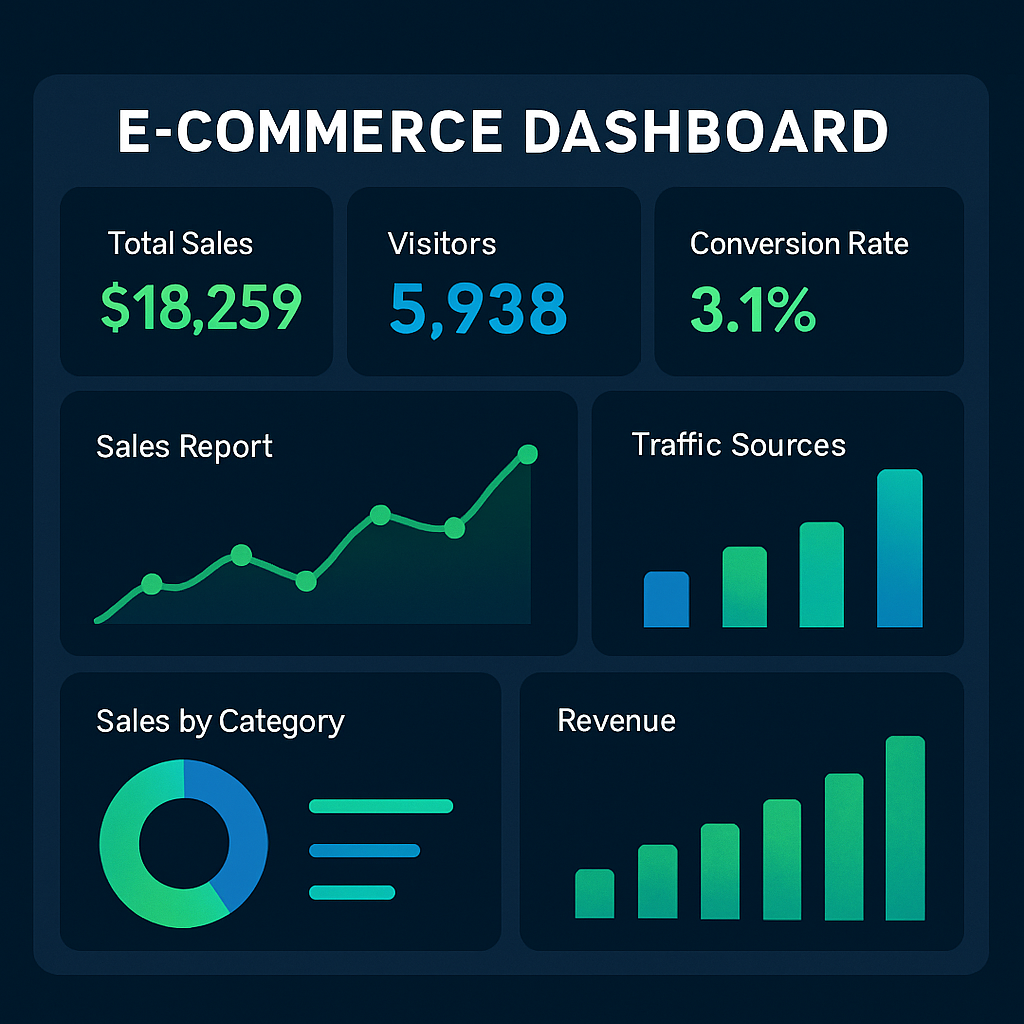 E-COMMERCE DASHBOARD
Total Sales
$18,259
Visitors
5,938
Conversion Rate
3.1%
Sales Report
Traffic Sources
Sales by Category
Revenue